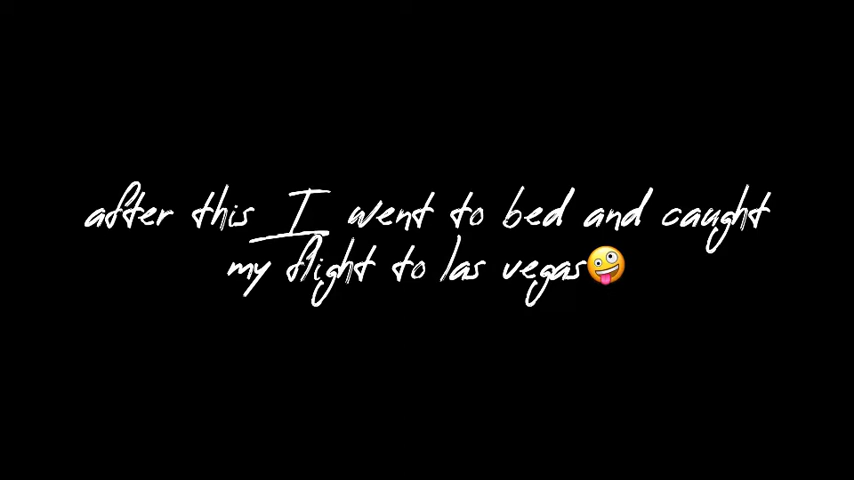 after this I went to bed and caught
my flight to las vegas🤪